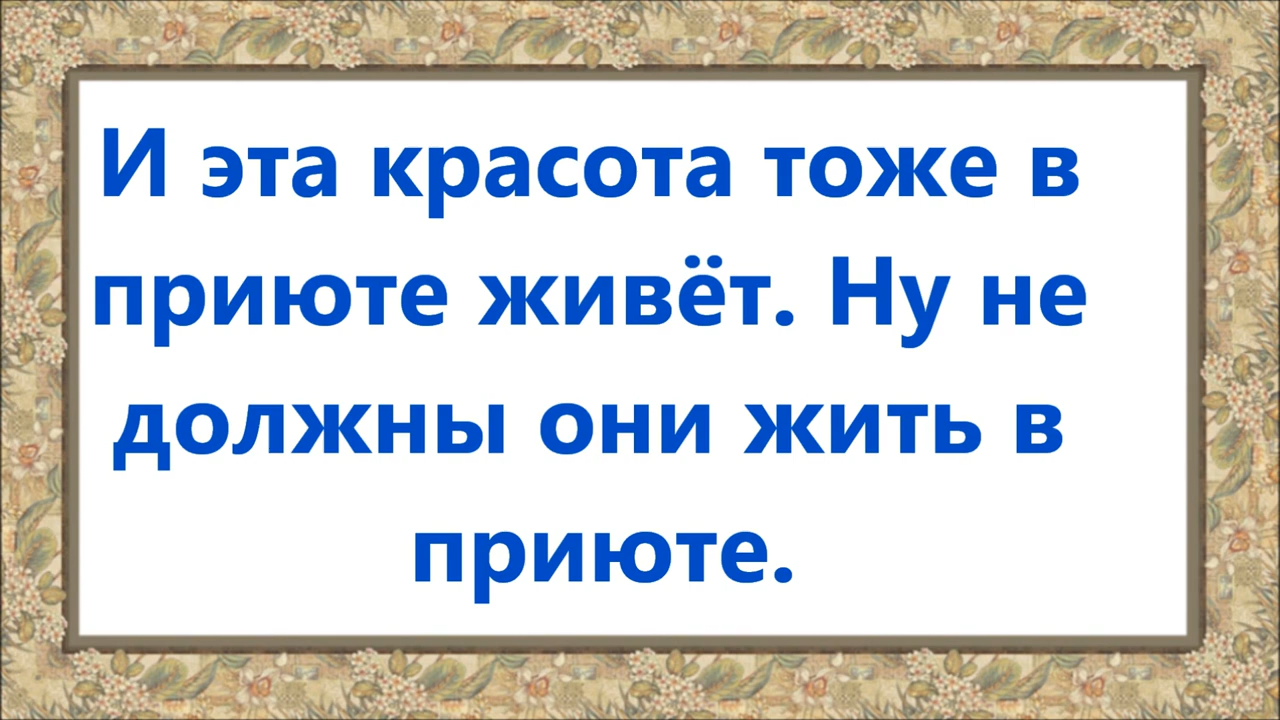 И эта красота тоже в
приюте живёт. Ну не
должны они жить в
приюте.